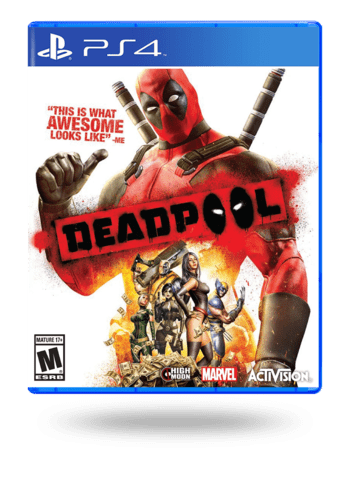 PS4
"THIS IS WHAT
AWESOME
LOOKS LIKE" -ME
DEADPOOL
MATURE 17+
M
ESRB
HIGH
MOON
MARVEL
ACTIVISION